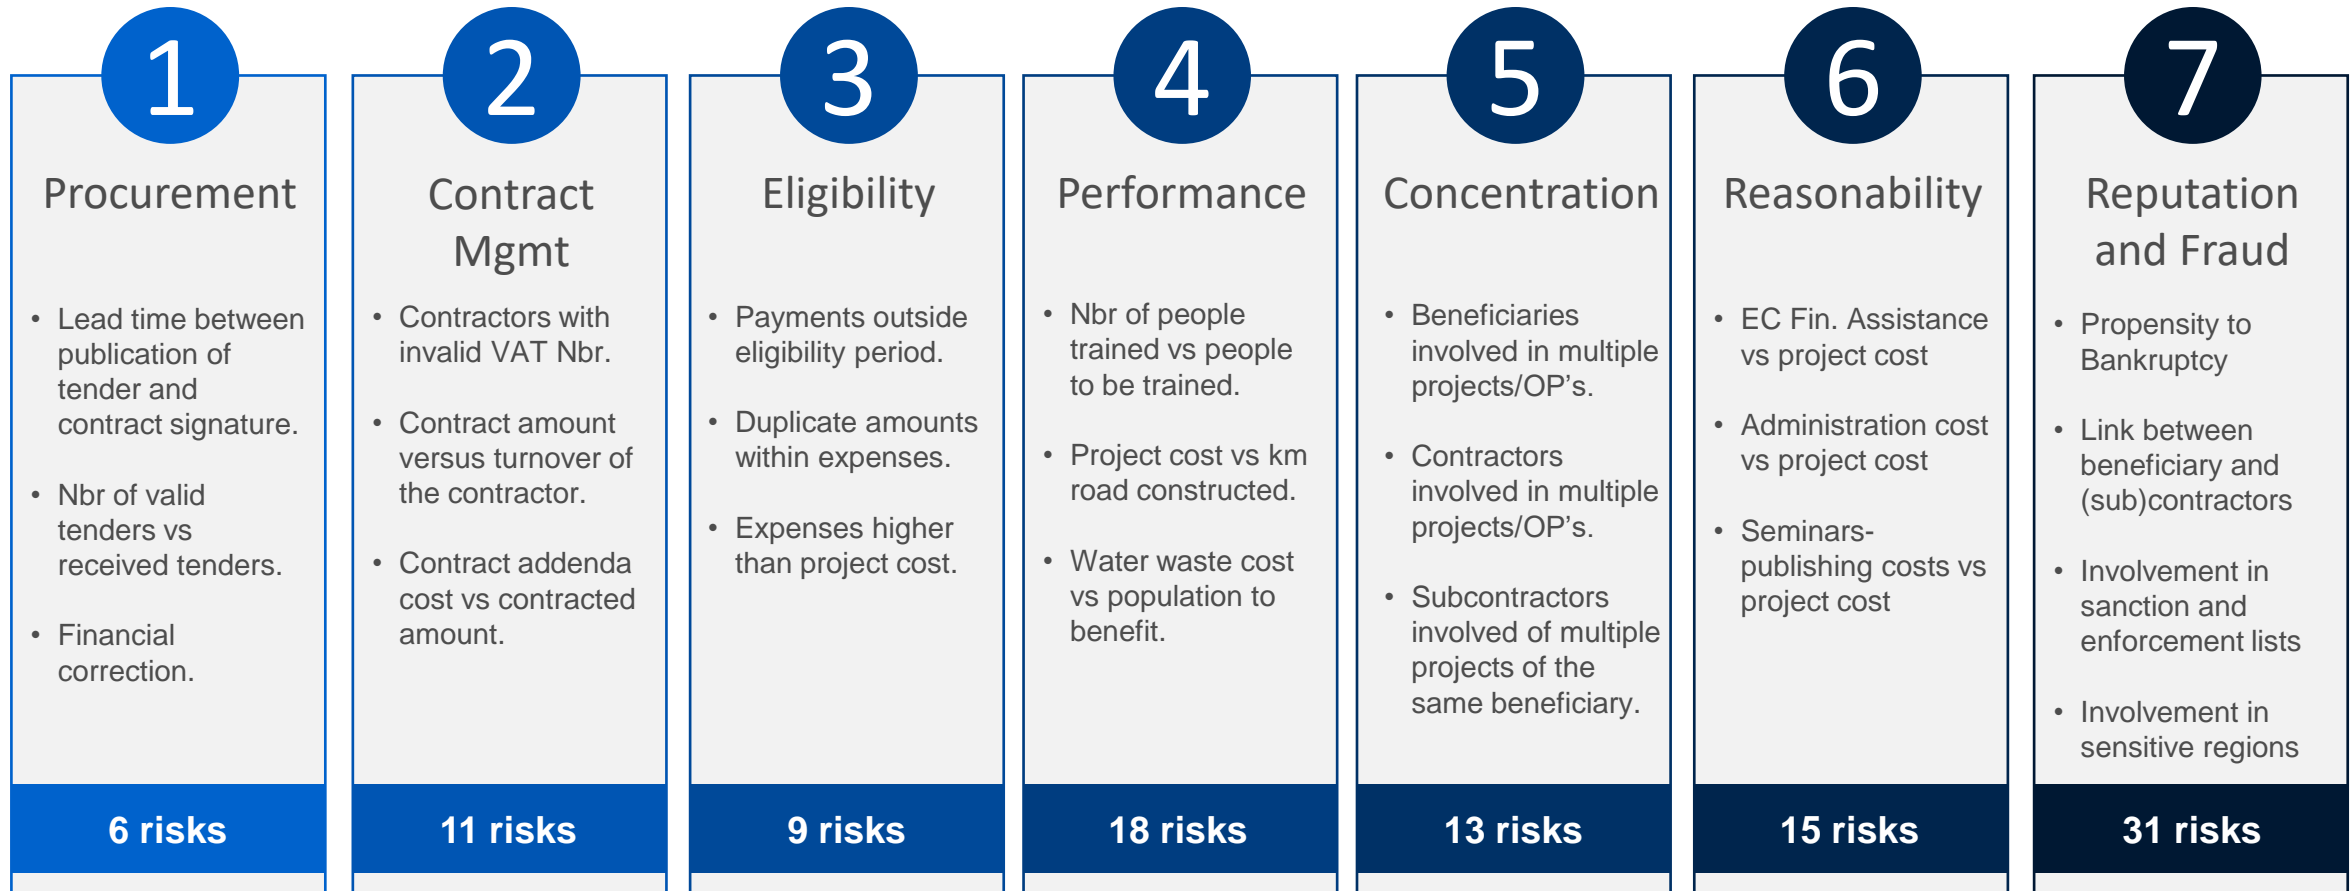 1
Procurement
• Lead time between
publication of
tender and
contract signature.
• Nbr of valid
tenders vs
received tenders.
• Financial
correction.
6 risks
2
Contract
Mgmt
• Contractors with
invalid VAT Nbr.
• Contract amount
versus turnover of
the contractor.
• Contract addenda
cost vs contracted
amount.
11 risks
3
Eligibility
• Payments outside
eligibility period.
• Duplicate amounts
within expenses.
• Expenses higher
than project cost.
9 risks
4
Performance
• Nbr of people
trained vs people
to be trained.
• Project cost vs km
road constructed.
• Water waste cost
vs population to
benefit.
18 risks
5
Concentration
• Beneficiaries
involved in multiple
projects/OP’s.
• Contractors
involved in multiple
projects/OP’s.
• Subcontractors
involved of multiple
projects of the
same beneficiary.
13 risks
6
Reasonability
• EC Fin. Assistance
vs project cost
• Administration cost
vs project cost
• Seminars-
publishing costs vs
project cost
15 risks
7
Reputation
and Fraud
• Propensity to
Bankruptcy
• Link between
beneficiary and
(sub)contractors
• Involvement in
sanction and
enforcement lists
• Involvement in
sensitive regions
31 risks